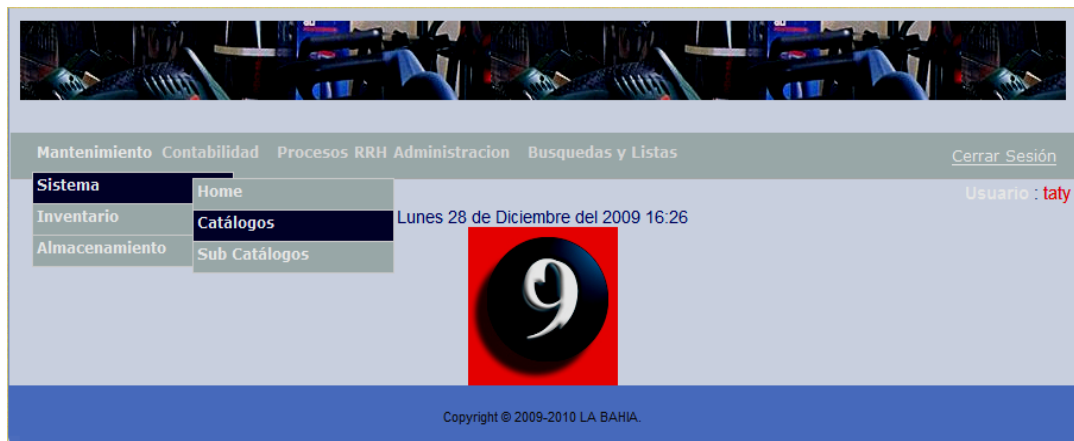 Mantenimiento Contabilidad Procesos RRH Administracion Busquedas y Listas
Cerrar Sesión
Usuario : taty
Sistema
Inventario
Almacenamiento
Home
Catálogos
Sub Catálogos
Lunes 28 de Diciembre del 2009 16:26
9
Copyright © 2009-2010 LA BAHIA.